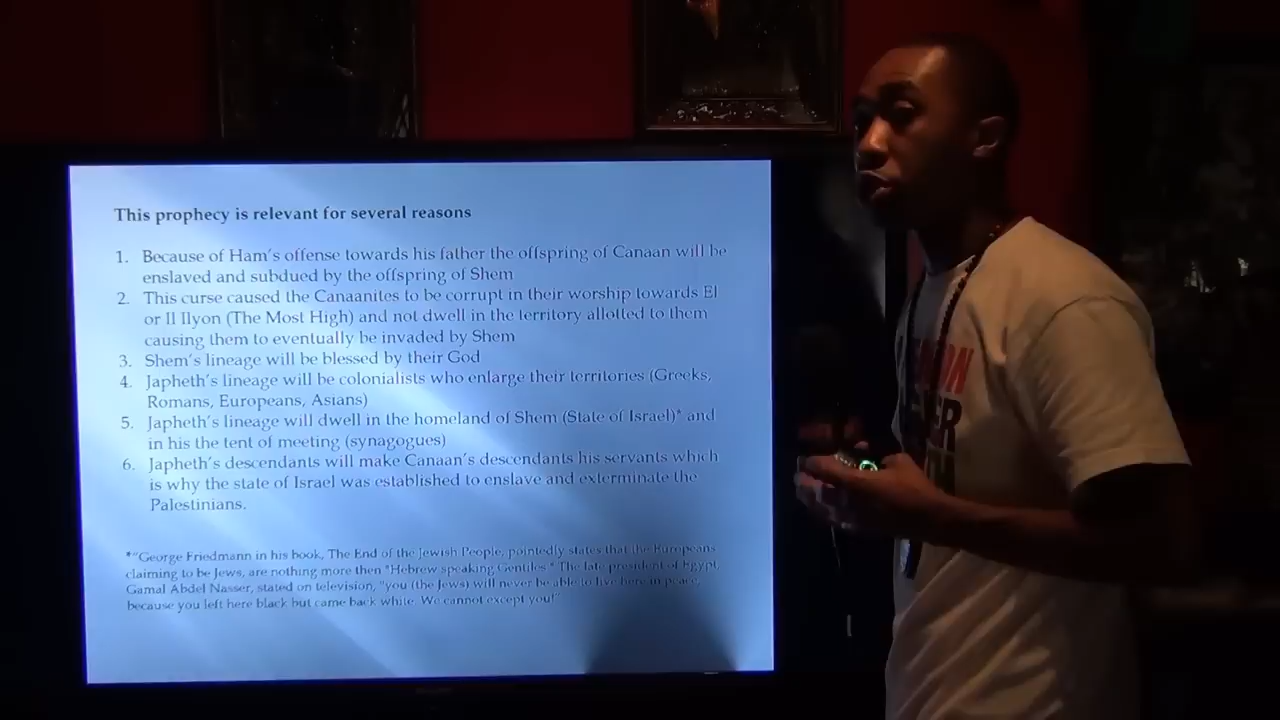 This prophecy is relevant for several reasons
1. Because of Ham's offense towards his father the offspring of Canaan will be
enslaved and subdued by the offspring of Shem
2. This curse caused the Canaanites to be corrupt in their worship towards El
or Il Ilyon (The Most High) and not dwell in the territory allotted to them
causing them to eventually be invaded by Shem
3. Shem's lineage will be blessed by their God
4. Japheth's lineage will be colonialists who enlarge their territories (Greeks,
Romans, Europeans, Asians)
5. Japheth's lineage will dwell in the homeland of Shem (State of Israel)* and
in his the tent of meeting (synagogues)
6. Japheth's descendants will make Canaan's descendants his servants which
is why the state of Israel was established to enslave and exterminate the
Palestinians.
*"George Friedmann in his book, The End of the Jewish People, pointedly states that the Europeans
claiming to be Jews, are nothing more then "Hebrew speaking Gentiles." The late president of Egypt,
Gamal Abdel Nasser, stated on television, "you (the Jews) will never be able to live here in peace,
because you left here black but came back white. We cannot except you!"